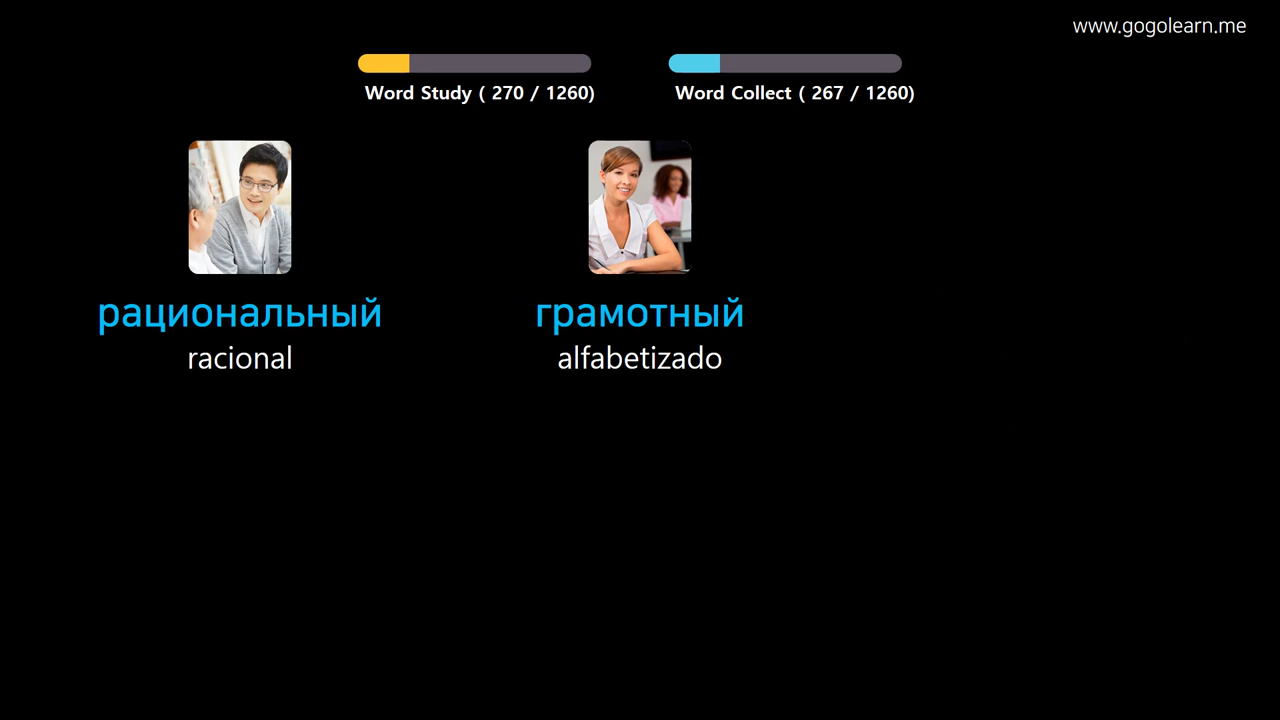 www.gogolearn.me
Word Study ( 270 / 1260)
Word Collect ( 267 / 1260)
рациональный
racional
грамотный
alfabetizado